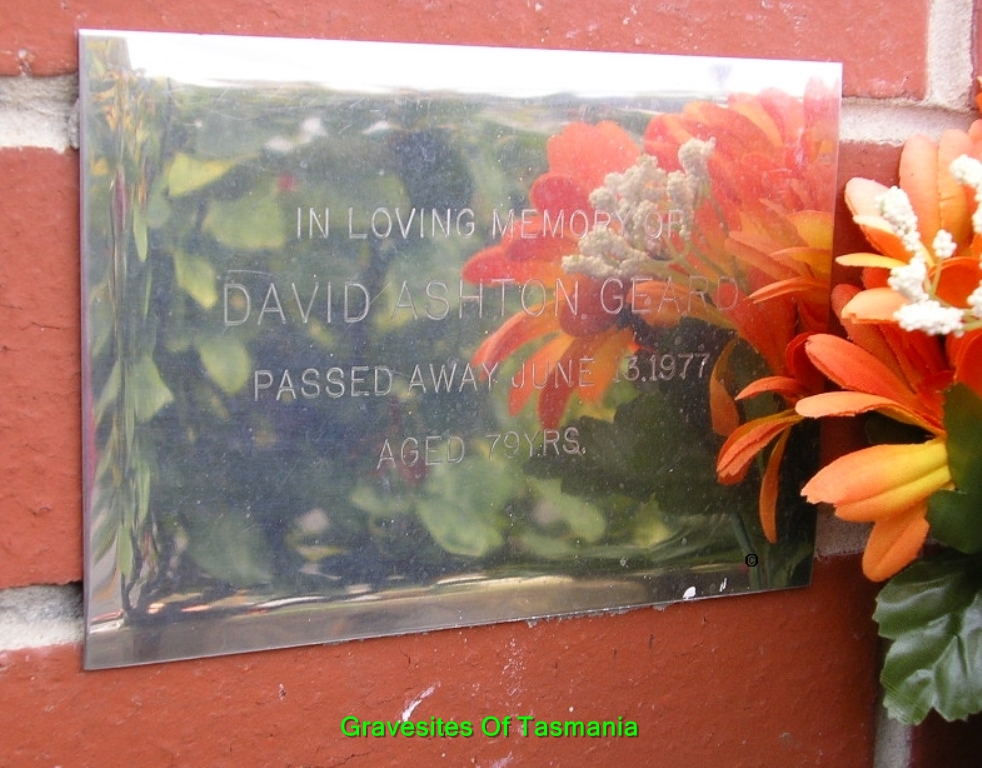 IN LOVING MEMORY OF
DAVID ASHTON GEARD
PASSED AWAY JUNE 13.1977
AGED 79YRS.
©
Gravesites Of Tasmania